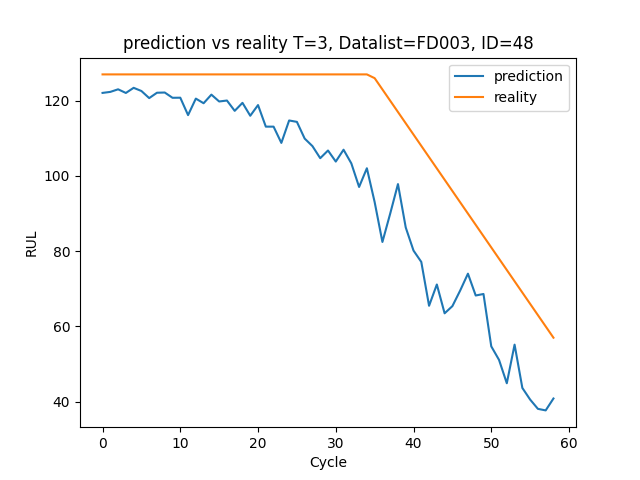 prediction vs reality T=3, Datalist=FD003, ID=48
prediction
reality
RUL
120
100
80
60
40
0 10 20 30 40 50 60
Cycle